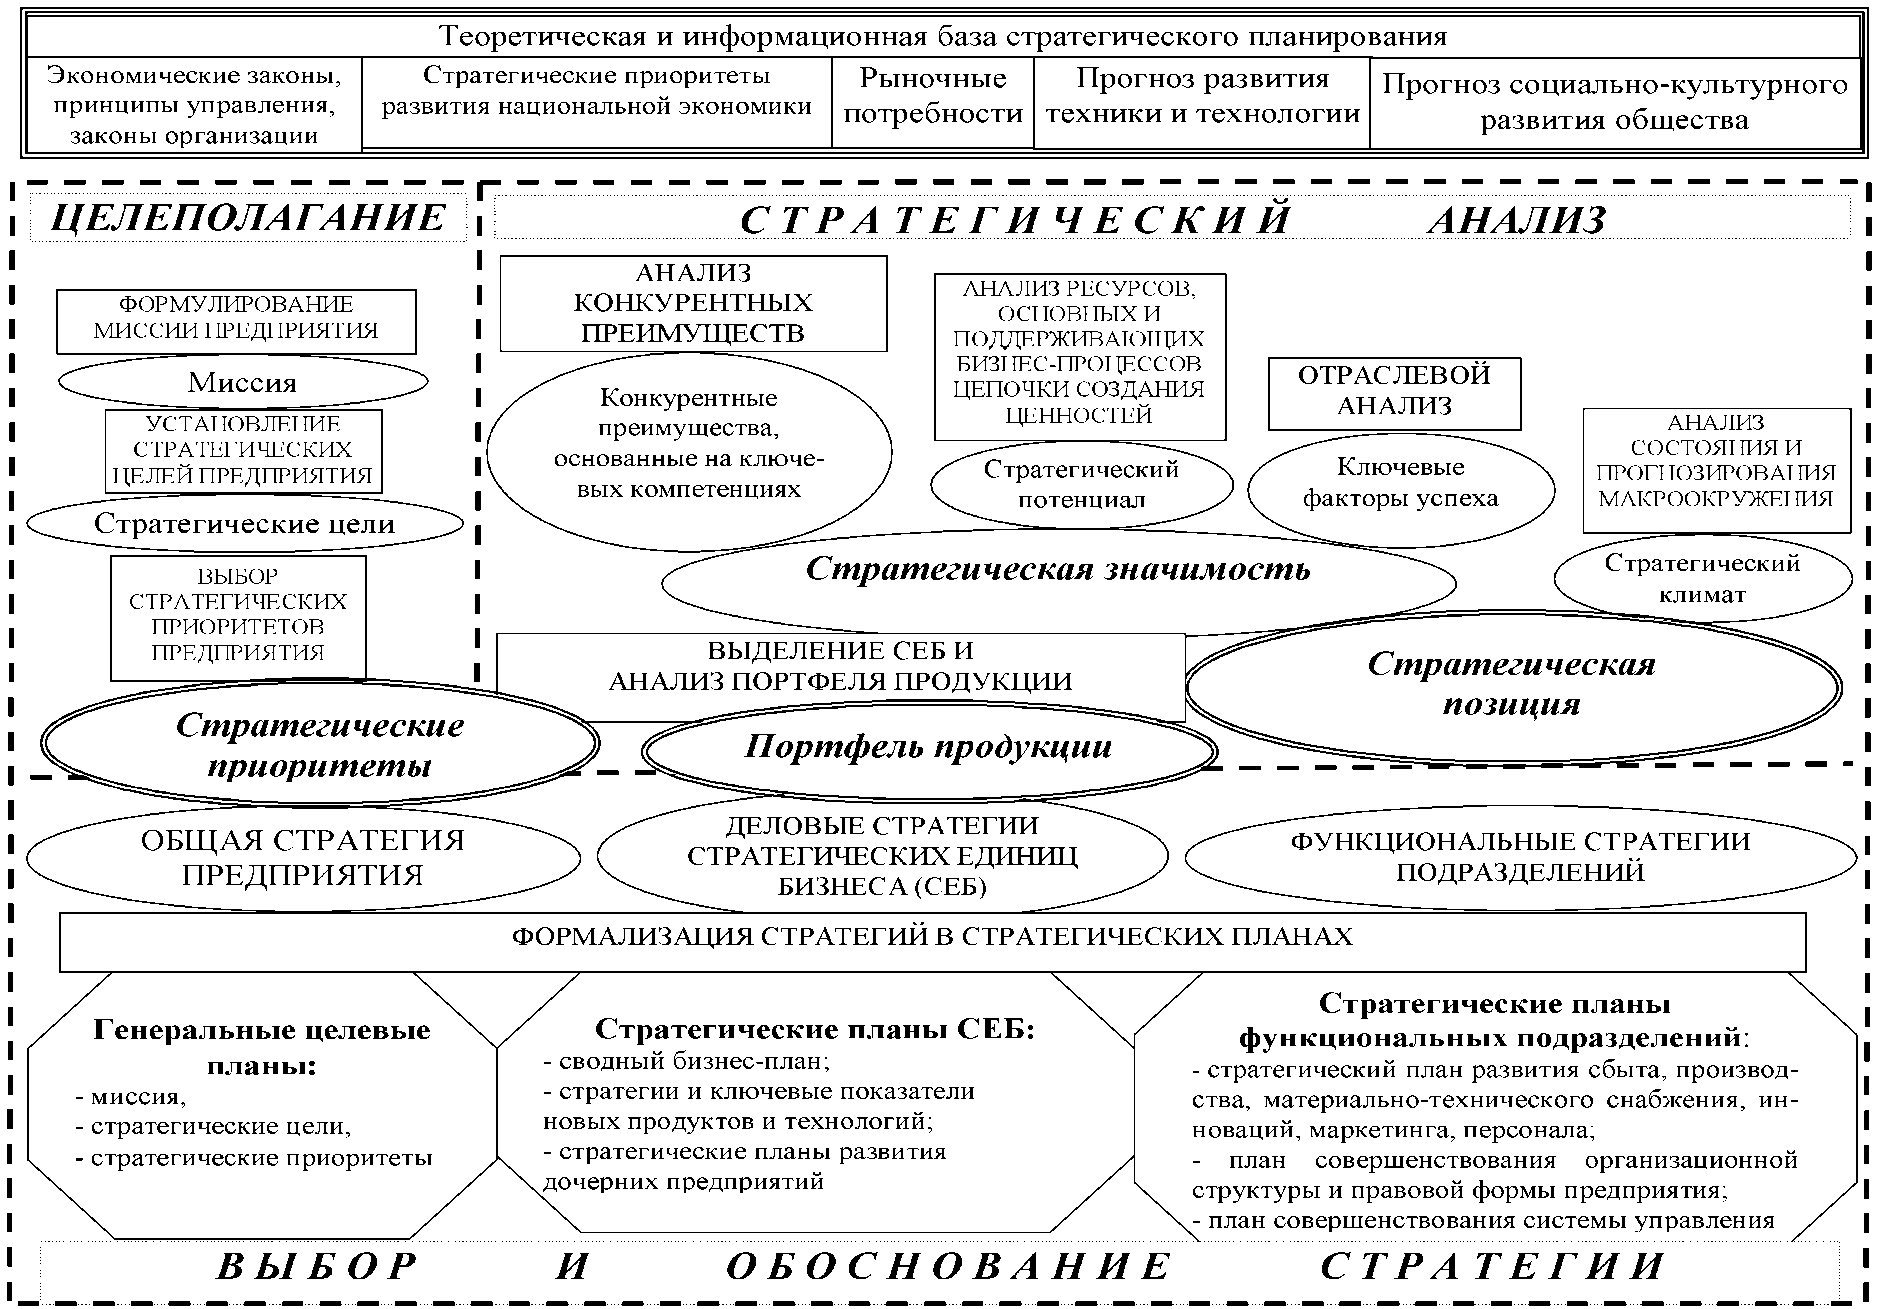 Теоретическая и информационная база стратегического планирования
Экономические законы,
принципы управления,
законы организации
Стратегические приоритеты
развития национальной экономики
Рыночные
потребности
Прогноз развития
техники и технологии
Прогноз социально-культурного
развития общества
ЦЕЛЕПОЛАГАНИЕ
ФОРМУЛИРОВАНИЕ
МИССИИ ПРЕДПРИЯТИЯ
Миссия
УСТАНОВЛЕНИЕ
СТРАТЕГИЧЕСКИХ
ЦЕЛЕЙ ПРЕДПРИЯТИЯ
Стратегические цели
ВЫБОР
СТРАТЕГИЧЕСКИХ
ПРИОРИТЕТОВ
ПРЕДПРИЯТИЯ
Стратегические
приоритеты
СТРАТЕГИЧЕСКИЙ АНАЛИЗ
АНАЛИЗ
КОНКУРЕНТНЫХ
ПРЕИМУЩЕСТВ
Конкурентные
преимущества,
основанные на ключе-
вых компетенциях
АНАЛИЗ РЕСУРСОВ,
ОСНОВНЫХ И
ПОДДЕРЖИВАЮЩИХ
БИЗНЕС-ПРОЦЕССОВ
ЦЕПОЧКИ СОЗДАНИЯ
ЦЕННОСТЕЙ
Стратегический
потенциал
ОТРАСЛЕВОЙ
АНАЛИЗ
Ключевые
факторы успеха
АНАЛИЗ
СОСТОЯНИЯ И
ПРОГНОЗИРОВАНИЯ
МАКРООКРУЖЕНИЯ
Стратегический
климат
Стратегическая значимость
ВЫДЕЛЕНИЕ СЕБ И
АНАЛИЗ ПОРТФЕЛЯ ПРОДУКЦИИ
Портфель продукции
Стратегическая
позиция
ОБЩАЯ СТРАТЕГИЯ
ПРЕДПРИЯТИЯ
ДЕЛОВЫЕ СТРАТЕГИИ
СТРАТЕГИЧЕСКИХ ЕДИНИЦ
БИЗНЕСА (СЕБ)
ФУНКЦИОНАЛЬНЫЕ СТРАТЕГИИ
ПОДРАЗДЕЛЕНИЙ
ФОРМАЛИЗАЦИЯ СТРАТЕГИЙ В СТРАТЕГИЧЕСКИХ ПЛАНАХ
Генеральные целевые
планы:
- миссия,
- стратегические цели,
- стратегические приоритеты
Стратегические планы СЕБ:
- сводный бизнес-план;
- стратегии и ключевые показатели
новых продуктов и технологий;
- стратегические планы развития
дочерних предприятий
Стратегические планы
функциональных подразделений:
- стратегический план развития сбыта, производ-
ства, материально-технического снабжения, ин-
новаций, маркетинга, персонала;
- план совершенствования организационной
структуры и правовой формы предприятия;
- план совершенствования системы управления
ВЫБОР И ОБОСНОВАНИЕ СТРАТЕГИИ